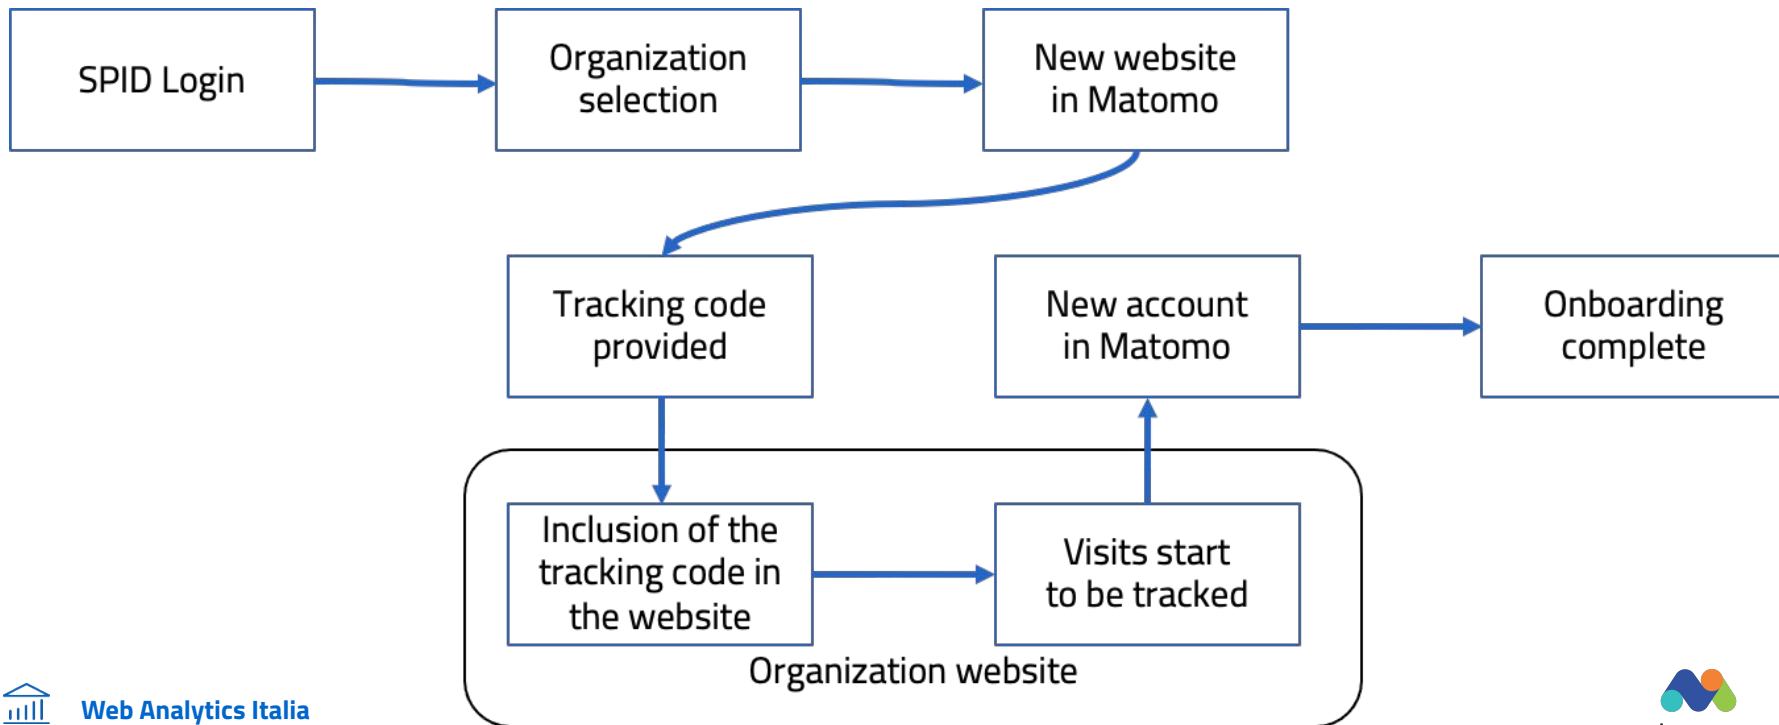 SPID Login
Organization
selection
New website
in Matomo
Tracking code
provided
New account
in Matomo
Onboarding
complete
Inclusion of the
tracking code in
the website
Visits start
to be tracked
Organization website
Web Analytics Italia